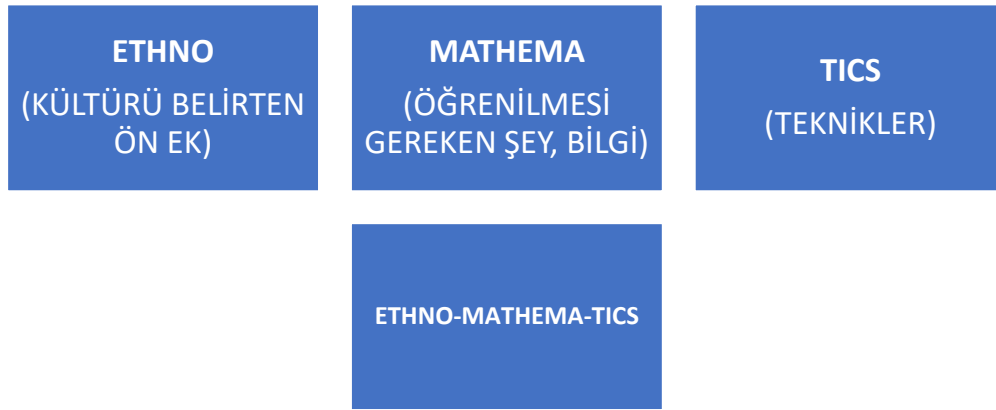 ETHNO
(KÜLTÜRÜ BELİRTEN
ÖN EK)
MATHEMA
(ÖĞRENİLMESİ
GEREKEN ŞEY, BİLGİ)
TICS
(TEKNİKLER)
ETHNO-MATHEMA-TICS